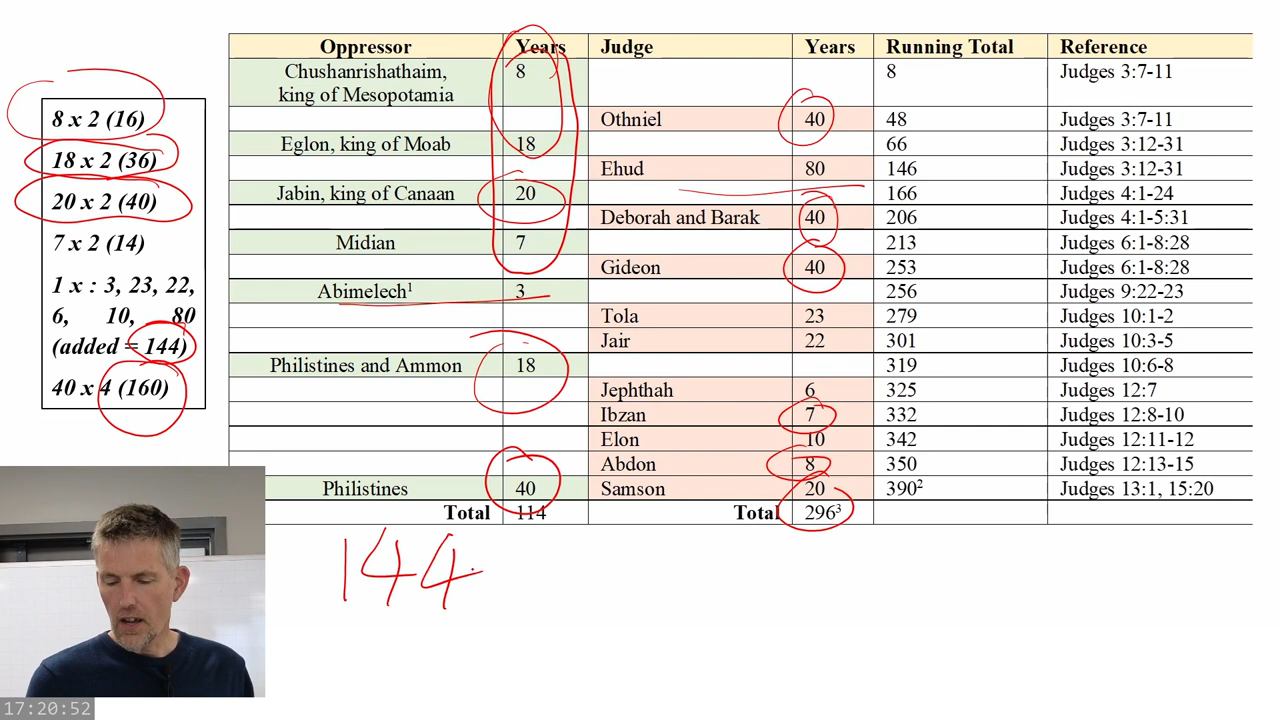 Oppressor Years Judge Years Running Total Reference
Chushanrishathaim, 8 8 Judges 3:7-11
king of Mesopotamia
Othniel 40 48 Judges 3:7-11
Eglon, king of Moab 18 66 Judges 3:12-31
Ehud 80 146 Judges 3:12-31
Jabin, king of Canaan 20 166 Judges 4:1-24
Deborah and Barak 40 206 Judges 4:1-5:31
Midian 7 213 Judges 6:1-8:28
Gideon 40 253 Judges 6:1-8:28
Abimelech¹ 3 256 Judges 9:22-23
Tola 23 279 Judges 10:1-2
Jair 22 301 Judges 10:3-5
Philistines and Ammon 18 319 Judges 10:6-8
Jephthah 6 325 Judges 12:7
Ibzan 7 332 Judges 12:8-10
Elon 10 342 Judges 12:11-12
Abdon 8 350 Judges 12:13-15
Philistines 40 Samson 20 390² Judges 13:1, 15:20
Total 114 Total 296³
8 x 2 (16)
18 x 2 (36)
20 x 2 (40)
7 x 2 (14)
1 x : 3, 23, 22,
6, 10, 80
(added = 144)
40 x 4 (160)
144
17:20:52